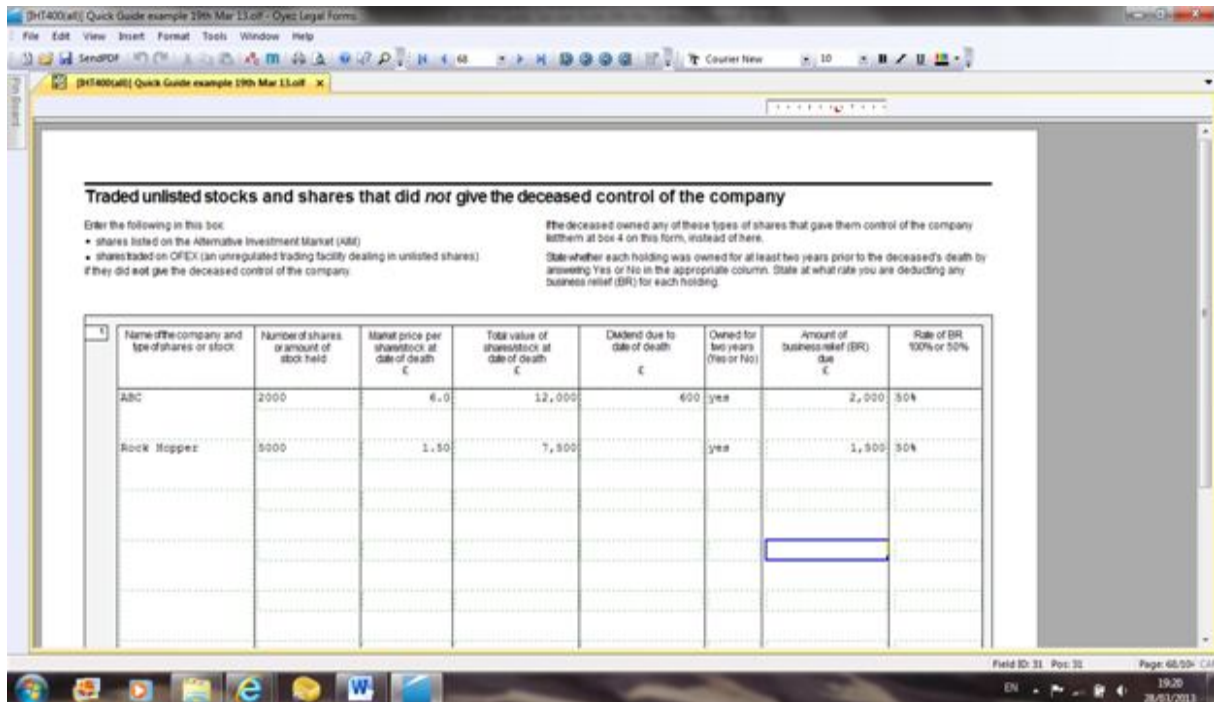 [IHT400(all)] Quick Guide example 19th Mar 13.olf - Oyez Legal Forms
File Edit View Insert Format Tools Window Help
SendPDF 68 Courier New 10 B I U
[IHT400(all)] Quick Guide example 19th Mar 13.olf x
Traded unlisted stocks and shares that did not give the deceased control of the company
Enter the following in this box:
• shares listed on the Alternative Investment Market (AIM)
• shares traded on OFEX (an unregulated trading facility dealing in unlisted shares)
if they did not give the deceased control of the company.
If the deceased owned any of these types of shares that gave them control of the company
list them at box 4 on this form, instead of here.
State whether each holding was owned for at least two years prior to the deceased's death by
answering Yes or No in the appropriate column. State at what rate you are deducting any
business relief (BR) for each holding.
1
Name of the company and
type of shares or stock
Number of shares
or amount of
stock held
Market price per
share/stock at
date of death
£
Total value of
shares/stock at
date of death
£
Dividend due to
date of death
£
Owned for
two years
(Yes or No)
Amount of
business relief (BR)
due
£
Rate of BR
100% or 50%
ABC 2000 6.0 12,000 600 yes 2,000 50%
Rock Hopper 5000 1.50 7,500 yes 1,500 50%
Field ID: 31 Pos: 31
EN
19:20
28/03/2013